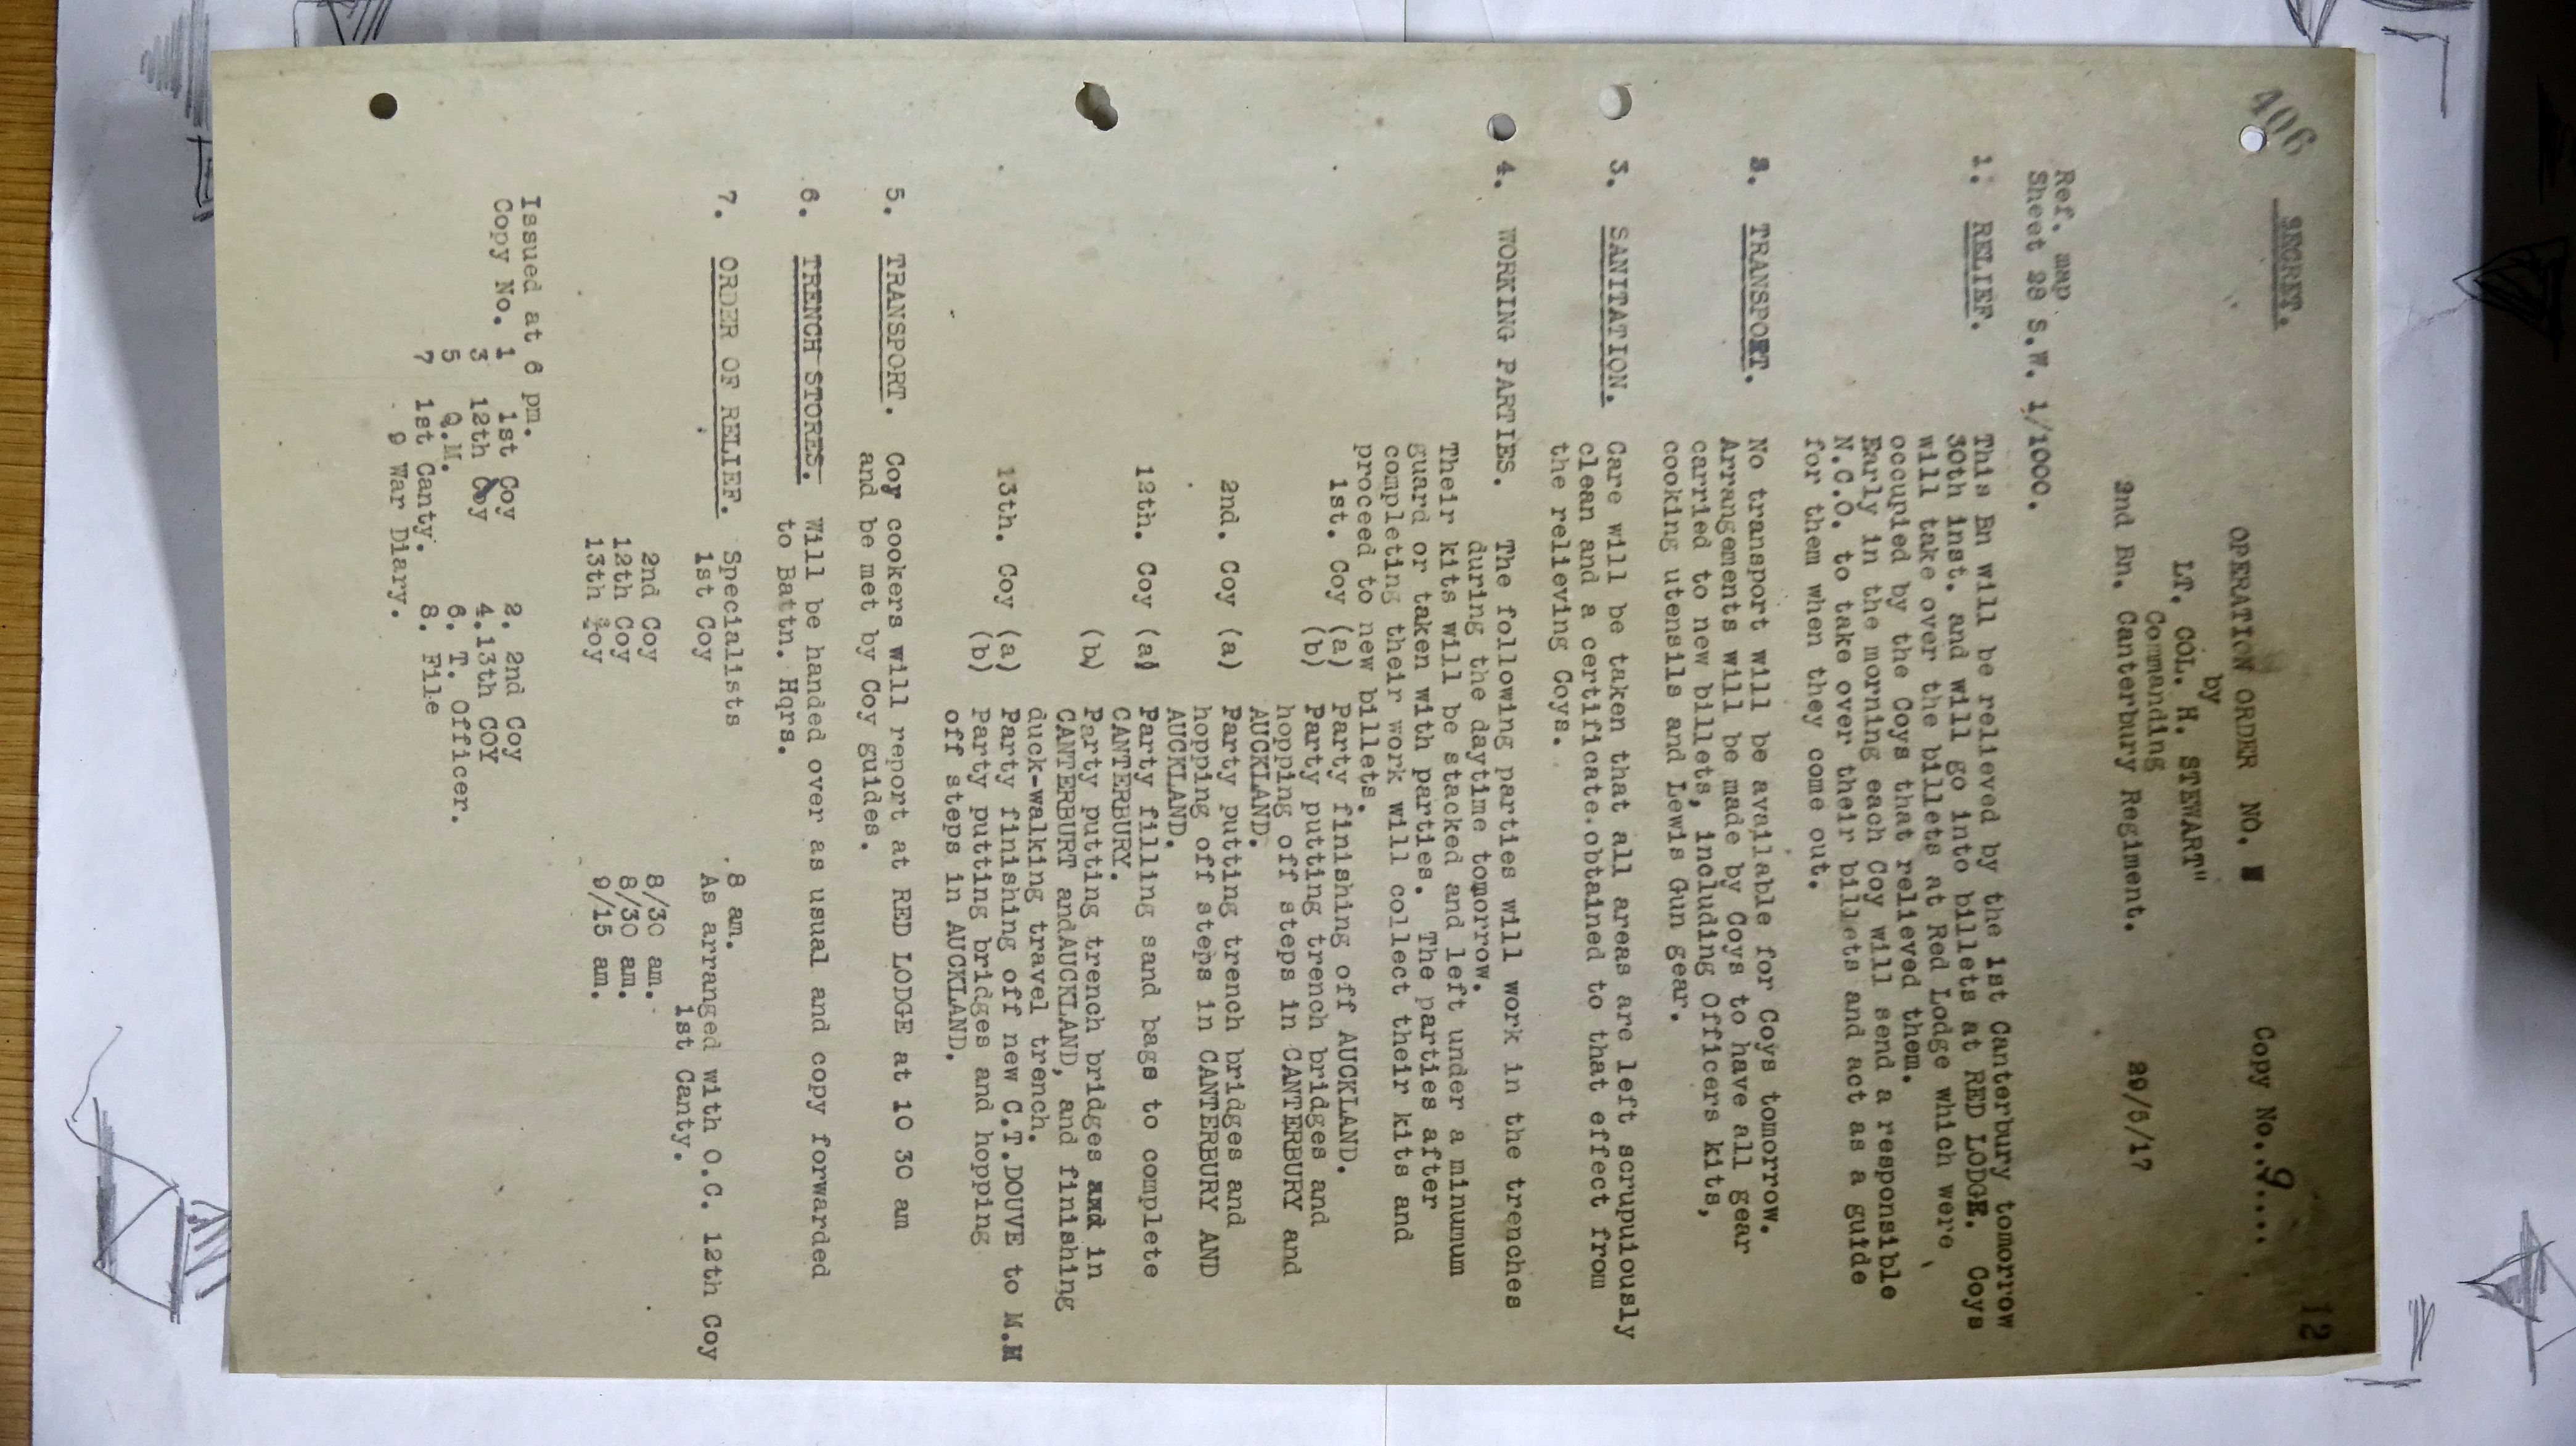 406
12
SECRET.
Copy No..9....
OPERATION ORDER NO.
by
LT. COL. H. STEWART"
Commanding
2nd Bn. Canterbury Regiment.
29/5/17
Ref. map
Sheet 28 S.W. 1/1000.
1. RELIEF. This Bn will be relieved by the 1st Canterbury tomorrow
30th inst. and will go into billets at RED LODGE. Coys
will take over the billets at Red Lodge which were
occupied by the Coys that relieved them.
Early in the morning each Coy will send a responsible
N.C.O. to take over their billets and act as a guide
for them when they come out.
2. TRANSPORT. No transport will be available for Coys tomorrow.
Arrangements will be made by Coys to have all gear
carried to new billets, including Officers kits,
cooking utensils and Lewis Gun gear.
3. SANITATION. Care will be taken that all areas are left scrupuiously
clean and a certificate.obtained to that effect from
the relieving Coys.
4. WORKING PARTIES. The following parties will work in the trenches
during the daytime tomorrow.
Their kits will be stacked and left under a minumum
guard or taken with parties. The parties after
completing their work will collect their kits and
proceed to new billets.
1st. Coy (a) Party finishing off AUCKLAND.
(b) Party putting trench bridges and
hopping off steps in CANTERBURY and
AUCKLAND.
2nd. Coy (a) Party putting trench bridges and
hopping off steps in CANTERBURY AND
AUCKLAND.
12th. Coy (a) Party filling sand bags to complete
CANTERBURY.
(b) Party putting trench bridges and in
CANTERBURT andAUCKLAND, and finishing
duck-walking travel trench.
13th. Coy (a) Party finishing off new C.T.DOUVE to M.M
(b) Party putting bridges and hopping
off steps in AUCKLAND.
5. TRANSPORT. Coy cookers will report at RED LODGE at 10 30 am
and be met by Coy guides.
6. TRENCH STORES. Will be handed over as usual and copy forwarded
to Battn. Hqrs.
7. ORDER OF RELIEF. Specialists 8 am.
1st Coy As arranged with O.C. 12th Coy
1st Canty.
2nd Coy 8/30 am.
12th Coy 8/30 am.
13th Coy 9/15 am.
Issued at 6 pm.
Copy No. 1 1st Coy 2. 2nd Coy
3 12th Coy 4.13th COY
5 Q.M. 6. T. Officer.
7 1st Canty. 8. File
9 War Diary.